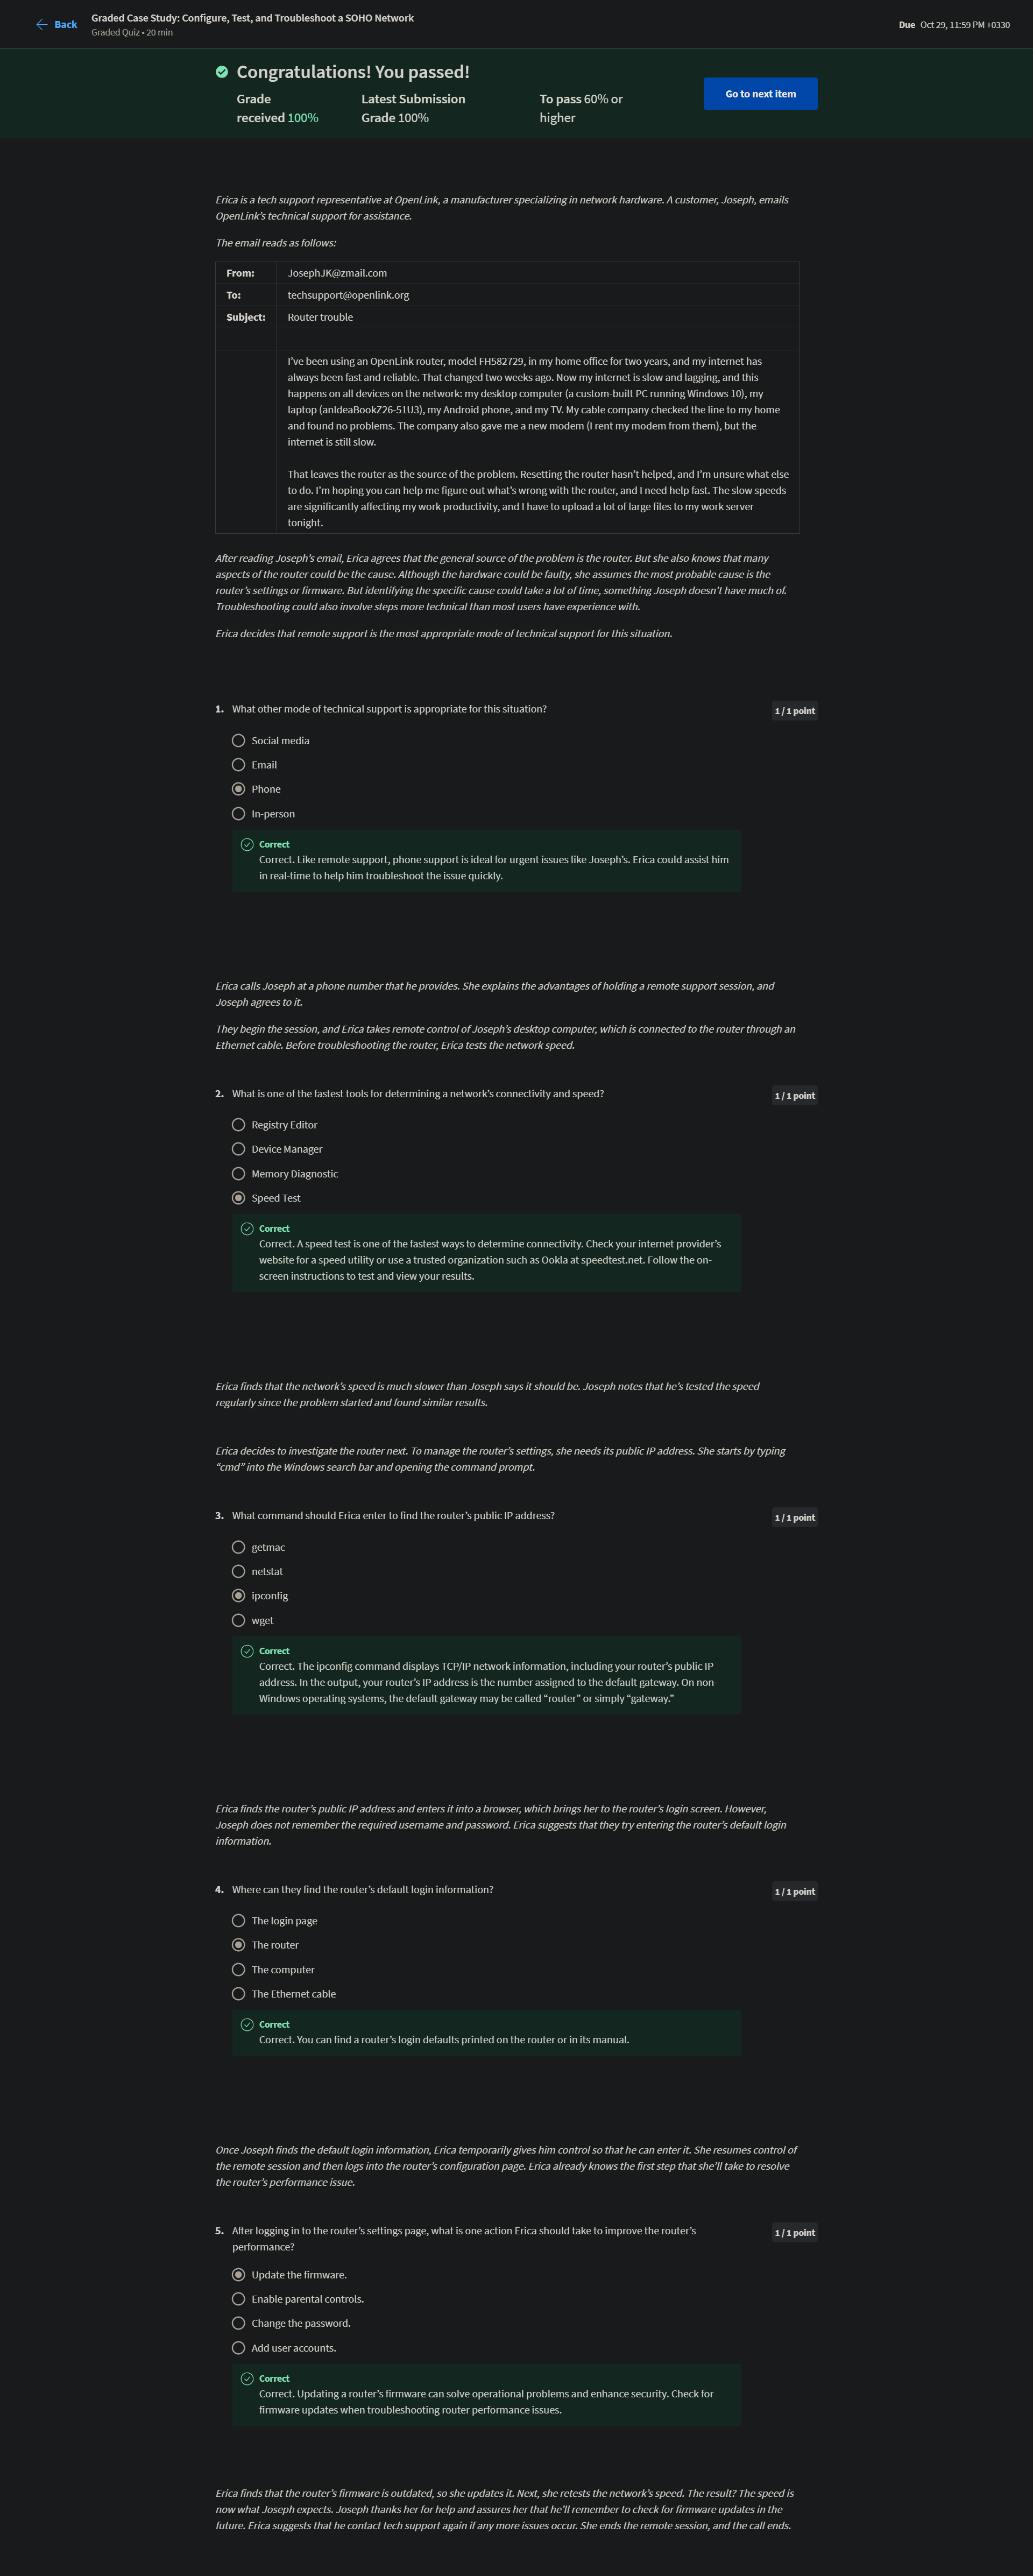 Back
Graded Case Study: Configure, Test, and Troubleshoot a SOHO Network
Graded Quiz • 20 min
Due Oct 29, 11:59 PM +0330
Congratulations! You passed!
Grade
received 100%
Latest Submission
Grade 100%
To pass 60% or
higher
Go to next item
Erica is a tech support representative at OpenLink, a manufacturer specializing in network hardware. A customer, Joseph, emails
OpenLink’s technical support for assistance.
The email reads as follows:
From: JosephJK@zmail.com
To: techsupport@openlink.org
Subject: Router trouble
I’ve been using an OpenLink router, model FH582729, in my home office for two years, and my internet has
always been fast and reliable. That changed two weeks ago. Now my internet is slow and lagging, and this
happens on all devices on the network: my desktop computer (a custom-built PC running Windows 10), my
laptop (anIdeaBookZ26-51U3), my Android phone, and my TV. My cable company checked the line to my home
and found no problems. The company also gave me a new modem (I rent my modem from them), but the
internet is still slow.
That leaves the router as the source of the problem. Resetting the router hasn’t helped, and I’m unsure what else
to do. I’m hoping you can help me figure out what’s wrong with the router, and I need help fast. The slow speeds
are significantly affecting my work productivity, and I have to upload a lot of large files to my work server
tonight.
After reading Joseph’s email, Erica agrees that the general source of the problem is the router. But she also knows that many
aspects of the router could be the cause. Although the hardware could be faulty, she assumes the most probable cause is the
router’s settings or firmware. But identifying the specific cause could take a lot of time, something Joseph doesn’t have much of.
Troubleshooting could also involve steps more technical than most users have experience with.
Erica decides that remote support is the most appropriate mode of technical support for this situation.
1. What other mode of technical support is appropriate for this situation?
1 / 1 point
Social media
Email
Phone
In-person
Correct
Correct. Like remote support, phone support is ideal for urgent issues like Joseph’s. Erica could assist him
in real-time to help him troubleshoot the issue quickly.
Erica calls Joseph at a phone number that he provides. She explains the advantages of holding a remote support session, and
Joseph agrees to it.
They begin the session, and Erica takes remote control of Joseph’s desktop computer, which is connected to the router through an
Ethernet cable. Before troubleshooting the router, Erica tests the network speed.
2. What is one of the fastest tools for determining a network’s connectivity and speed?
1 / 1 point
Registry Editor
Device Manager
Memory Diagnostic
Speed Test
Correct
Correct. A speed test is one of the fastest ways to determine connectivity. Check your internet provider’s
website for a speed utility or use a trusted organization such as Ookla at speedtest.net. Follow the on-
screen instructions to test and view your results.
Erica finds that the network’s speed is much slower than Joseph says it should be. Joseph notes that he’s tested the speed
regularly since the problem started and found similar results.
Erica decides to investigate the router next. To manage the router’s settings, she needs its public IP address. She starts by typing
“cmd” into the Windows search bar and opening the command prompt.
3. What command should Erica enter to find the router’s public IP address?
1 / 1 point
getmac
netstat
ipconfig
wget
Correct
Correct. The ipconfig command displays TCP/IP network information, including your router’s public IP
address. In the output, your router’s IP address is the number assigned to the default gateway. On non-
Windows operating systems, the default gateway may be called “router” or simply “gateway.”
Erica finds the router’s public IP address and enters it into a browser, which brings her to the router’s login screen. However,
Joseph does not remember the required username and password. Erica suggests that they try entering the router’s default login
information.
4. Where can they find the router’s default login information?
1 / 1 point
The login page
The router
The computer
The Ethernet cable
Correct
Correct. You can find a router’s login defaults printed on the router or in its manual.
Once Joseph finds the default login information, Erica temporarily gives him control so that he can enter it. She resumes control of
the remote session and then logs into the router’s configuration page. Erica already knows the first step that she’ll take to resolve
the router’s performance issue.
5. After logging in to the router’s settings page, what is one action Erica should take to improve the router’s
performance?
1 / 1 point
Update the firmware.
Enable parental controls.
Change the password.
Add user accounts.
Correct
Correct. Updating a router’s firmware can solve operational problems and enhance security. Check for
firmware updates when troubleshooting router performance issues.
Erica finds that the router’s firmware is outdated, so she updates it. Next, she retests the network’s speed. The result? The speed is
now what Joseph expects. Joseph thanks her for help and assures her that he’ll remember to check for firmware updates in the
future. Erica suggests that he contact tech support again if any more issues occur. She ends the remote session, and the call ends.